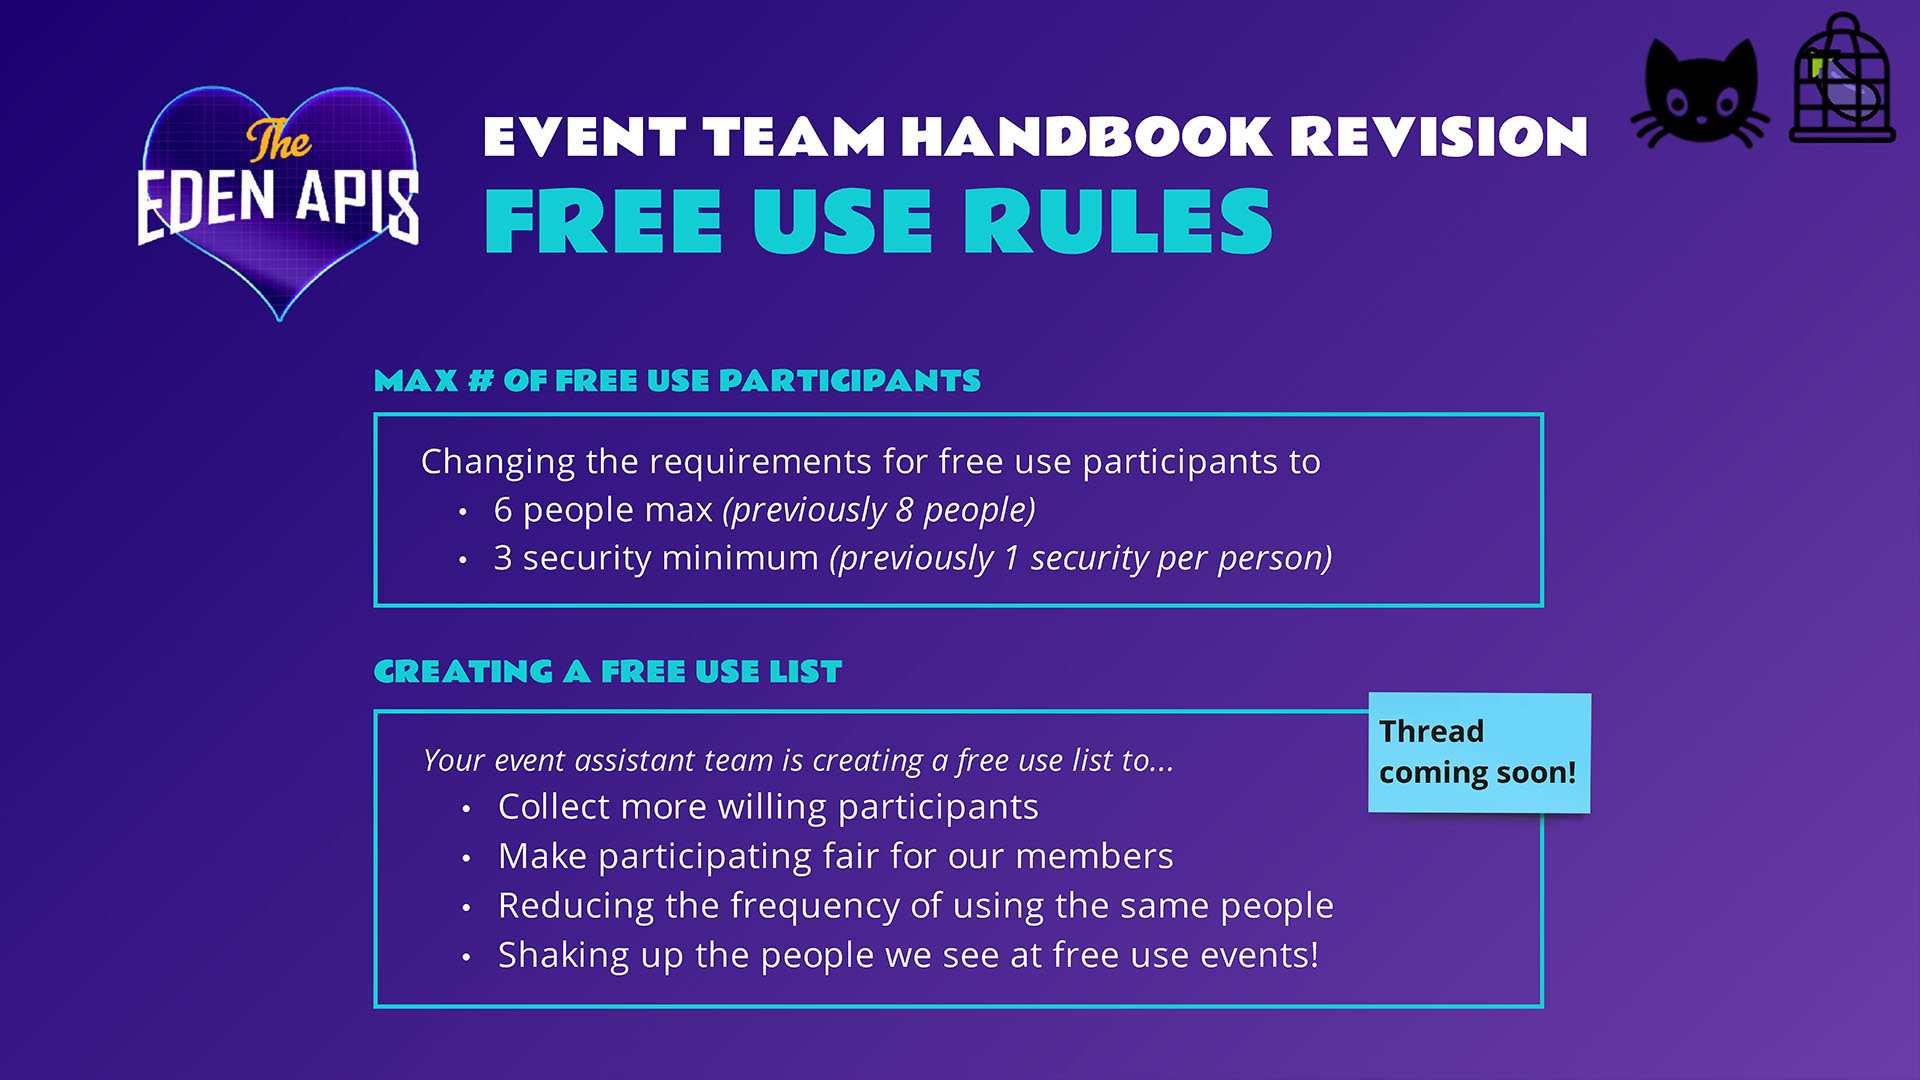 The
EDEN APIS
EVENT TEAM HANDBOOK REVISION
FREE USE RULES
MAX # OF FREE USE PARTICIPANTS
Changing the requirements for free use participants to
• 6 people max (previously 8 people)
• 3 security minimum (previously 1 security per person)
CREATING A FREE USE LIST
Thread
coming soon!
Your event assistant team is creating a free use list to...
• Collect more willing participants
• Make participating fair for our members
• Reducing the frequency of using the same people
• Shaking up the people we see at free use events!